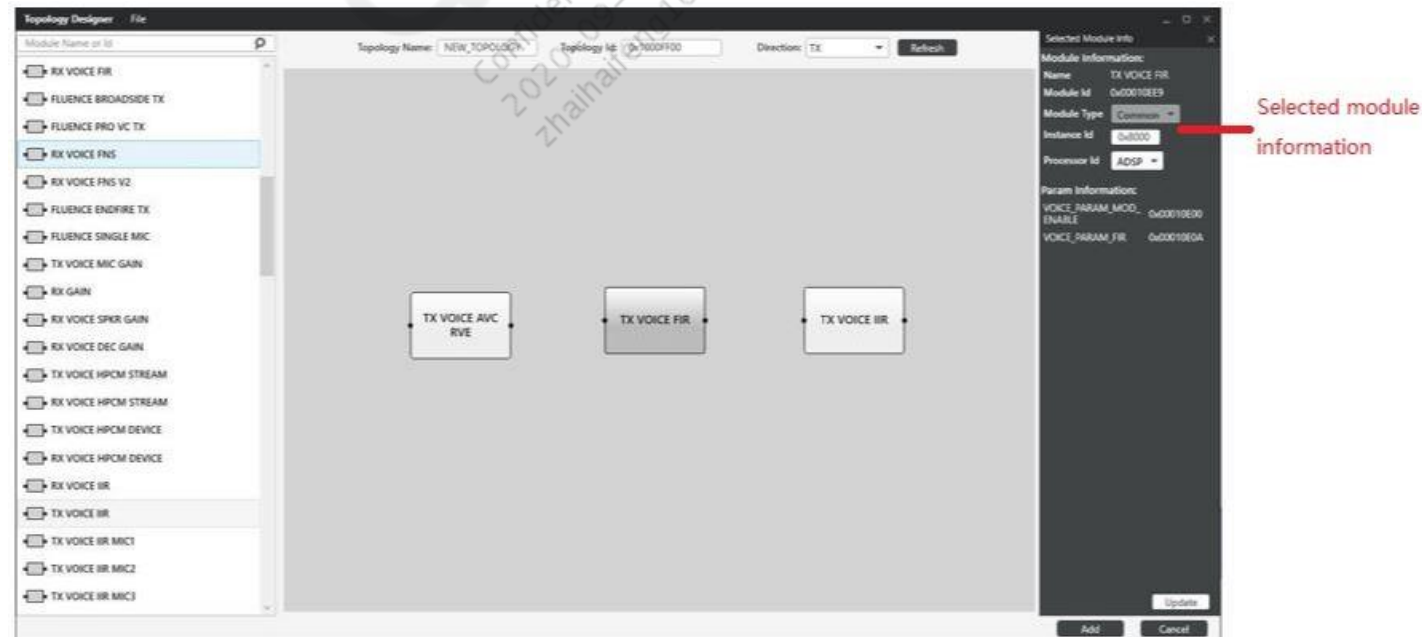 Topology Designer File
Module Name or Id
Topology Name: NEW_TOPOLOGY
Topology Id: 0x1000FF00
Direction: TX
Refresh
RX VOICE FIR
FLUENCE BROADSIDE TX
FLUENCE PRO VC TX
RX VOICE FNS
RX VOICE FNS V2
FLUENCE ENDFIRE TX
FLUENCE SINGLE MIC
TX VOICE MIC GAIN
RX GAIN
RX VOICE SPKR GAIN
RX VOICE DEC GAIN
TX VOICE HPCM STREAM
RX VOICE HPCM STREAM
TX VOICE HPCM DEVICE
RX VOICE HPCM DEVICE
RX VOICE IIR
TX VOICE IIR
TX VOICE IIR MIC1
TX VOICE IIR MIC2
TX VOICE IIR MIC3
TX VOICE AVC
RVE
TX VOICE FIR
TX VOICE IIR
Selected Module Info
Module Information:
Name TX VOICE FIR
Module Id 0x00010EE9
Module Type Common
Instance Id 0x8000
Processor Id ADSP
Param Information:
VOICE_PARAM_MOD_ 0x00010E00
ENABLE
VOICE_PARAM_FIR 0x00010E0A
Update
Add Cancel
Selected module
information